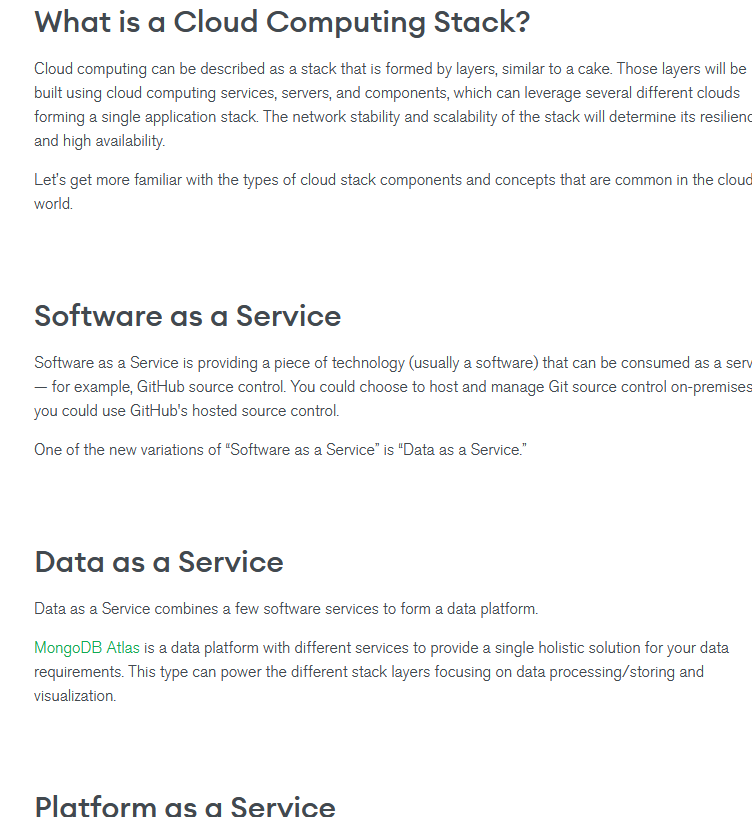 What is a Cloud Computing Stack?
Cloud computing can be described as a stack that is formed by layers, similar to a cake. Those layers will be
built using cloud computing services, servers, and components, which can leverage several different clouds
forming a single application stack. The network stability and scalability of the stack will determine its resilienc
and high availability.
Let's get more familiar with the types of cloud stack components and concepts that are common in the cloud
world.
Software as a Service
Software as a Service is providing a piece of technology (usually a software) that can be consumed as a serv
— for example, GitHub source control. You could choose to host and manage Git source control on-premises
you could use GitHub's hosted source control.
One of the new variations of “Software as a Service” is “Data as a Service.”
Data as a Service
Data as a Service combines a few software services to form a data platform.
MongoDB Atlas is a data platform with different services to provide a single holistic solution for your data
requirements. This type can power the different stack layers focusing on data processing/storing and
visualization.
Platform as a Service